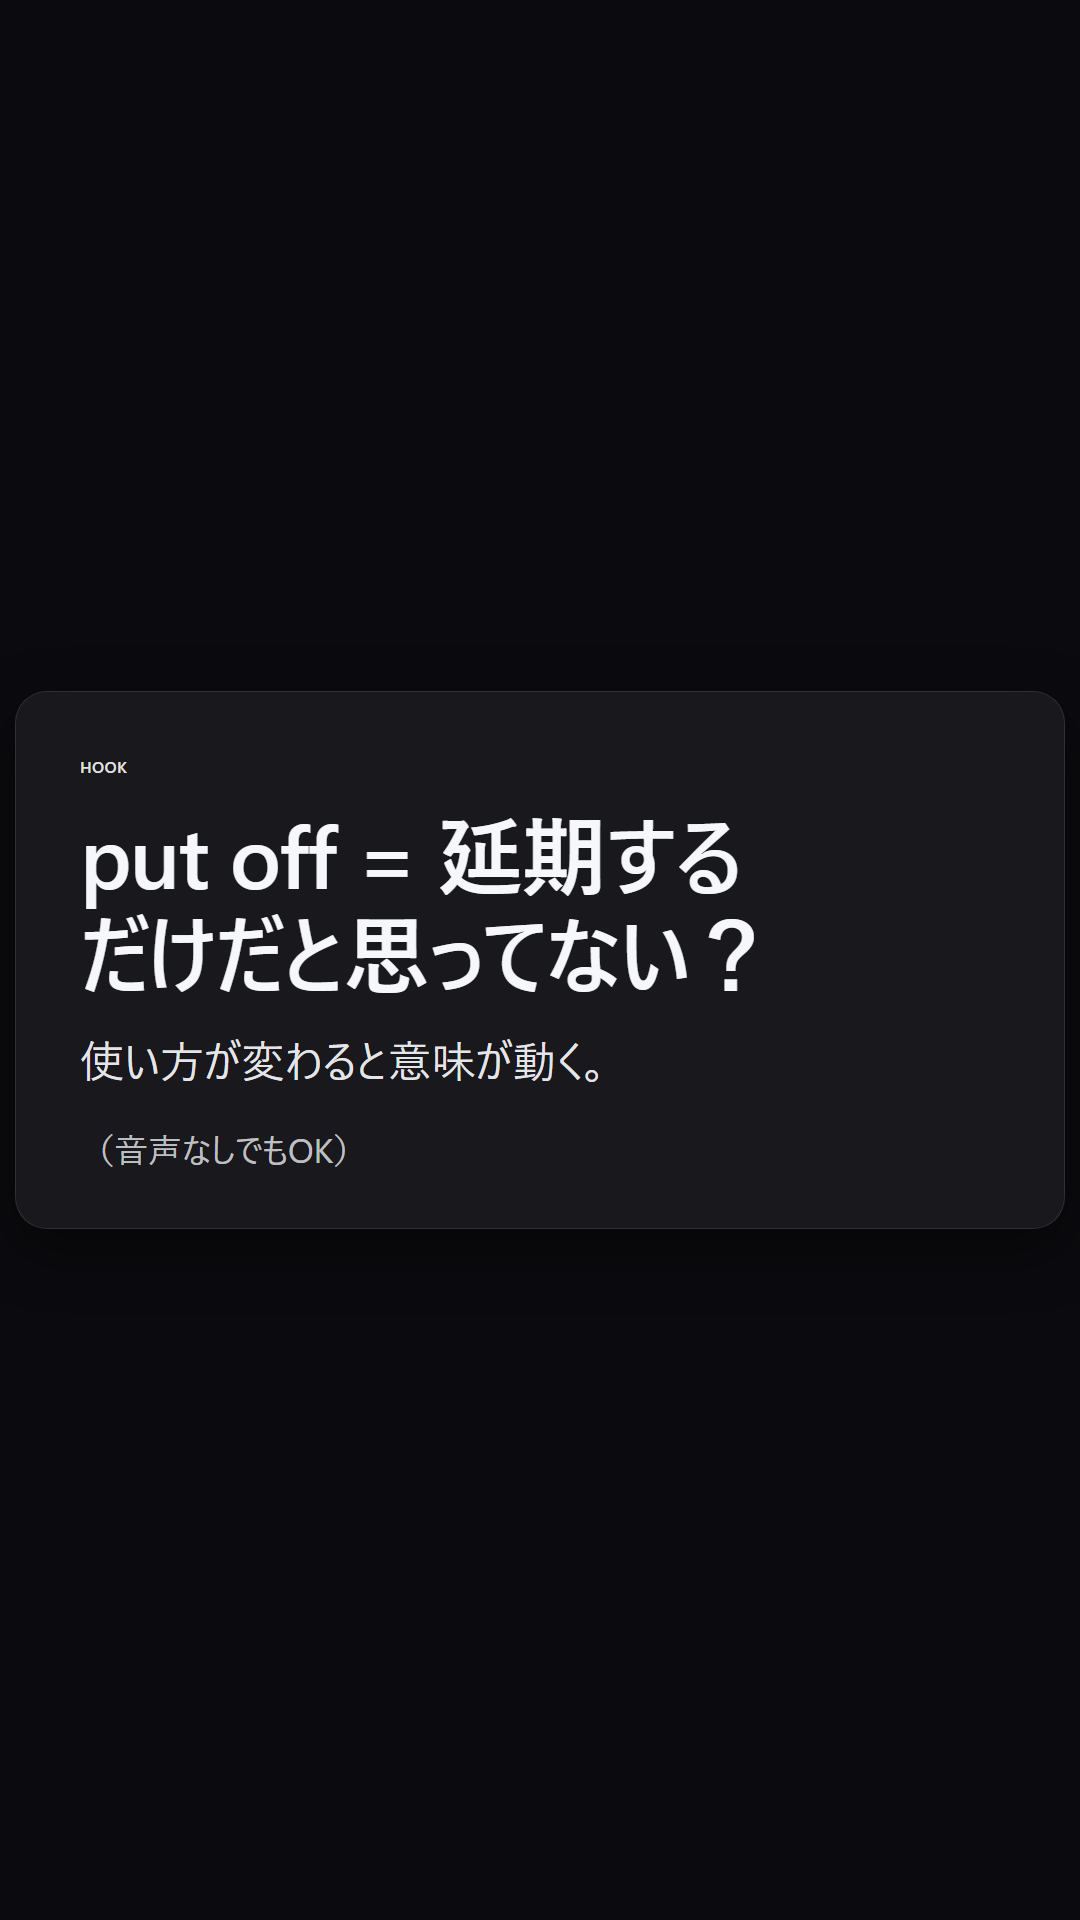 HOOK
put off = 延期する
だけだと思ってない？
使い方が変わると意味が動く。
（音声なしでもOK）